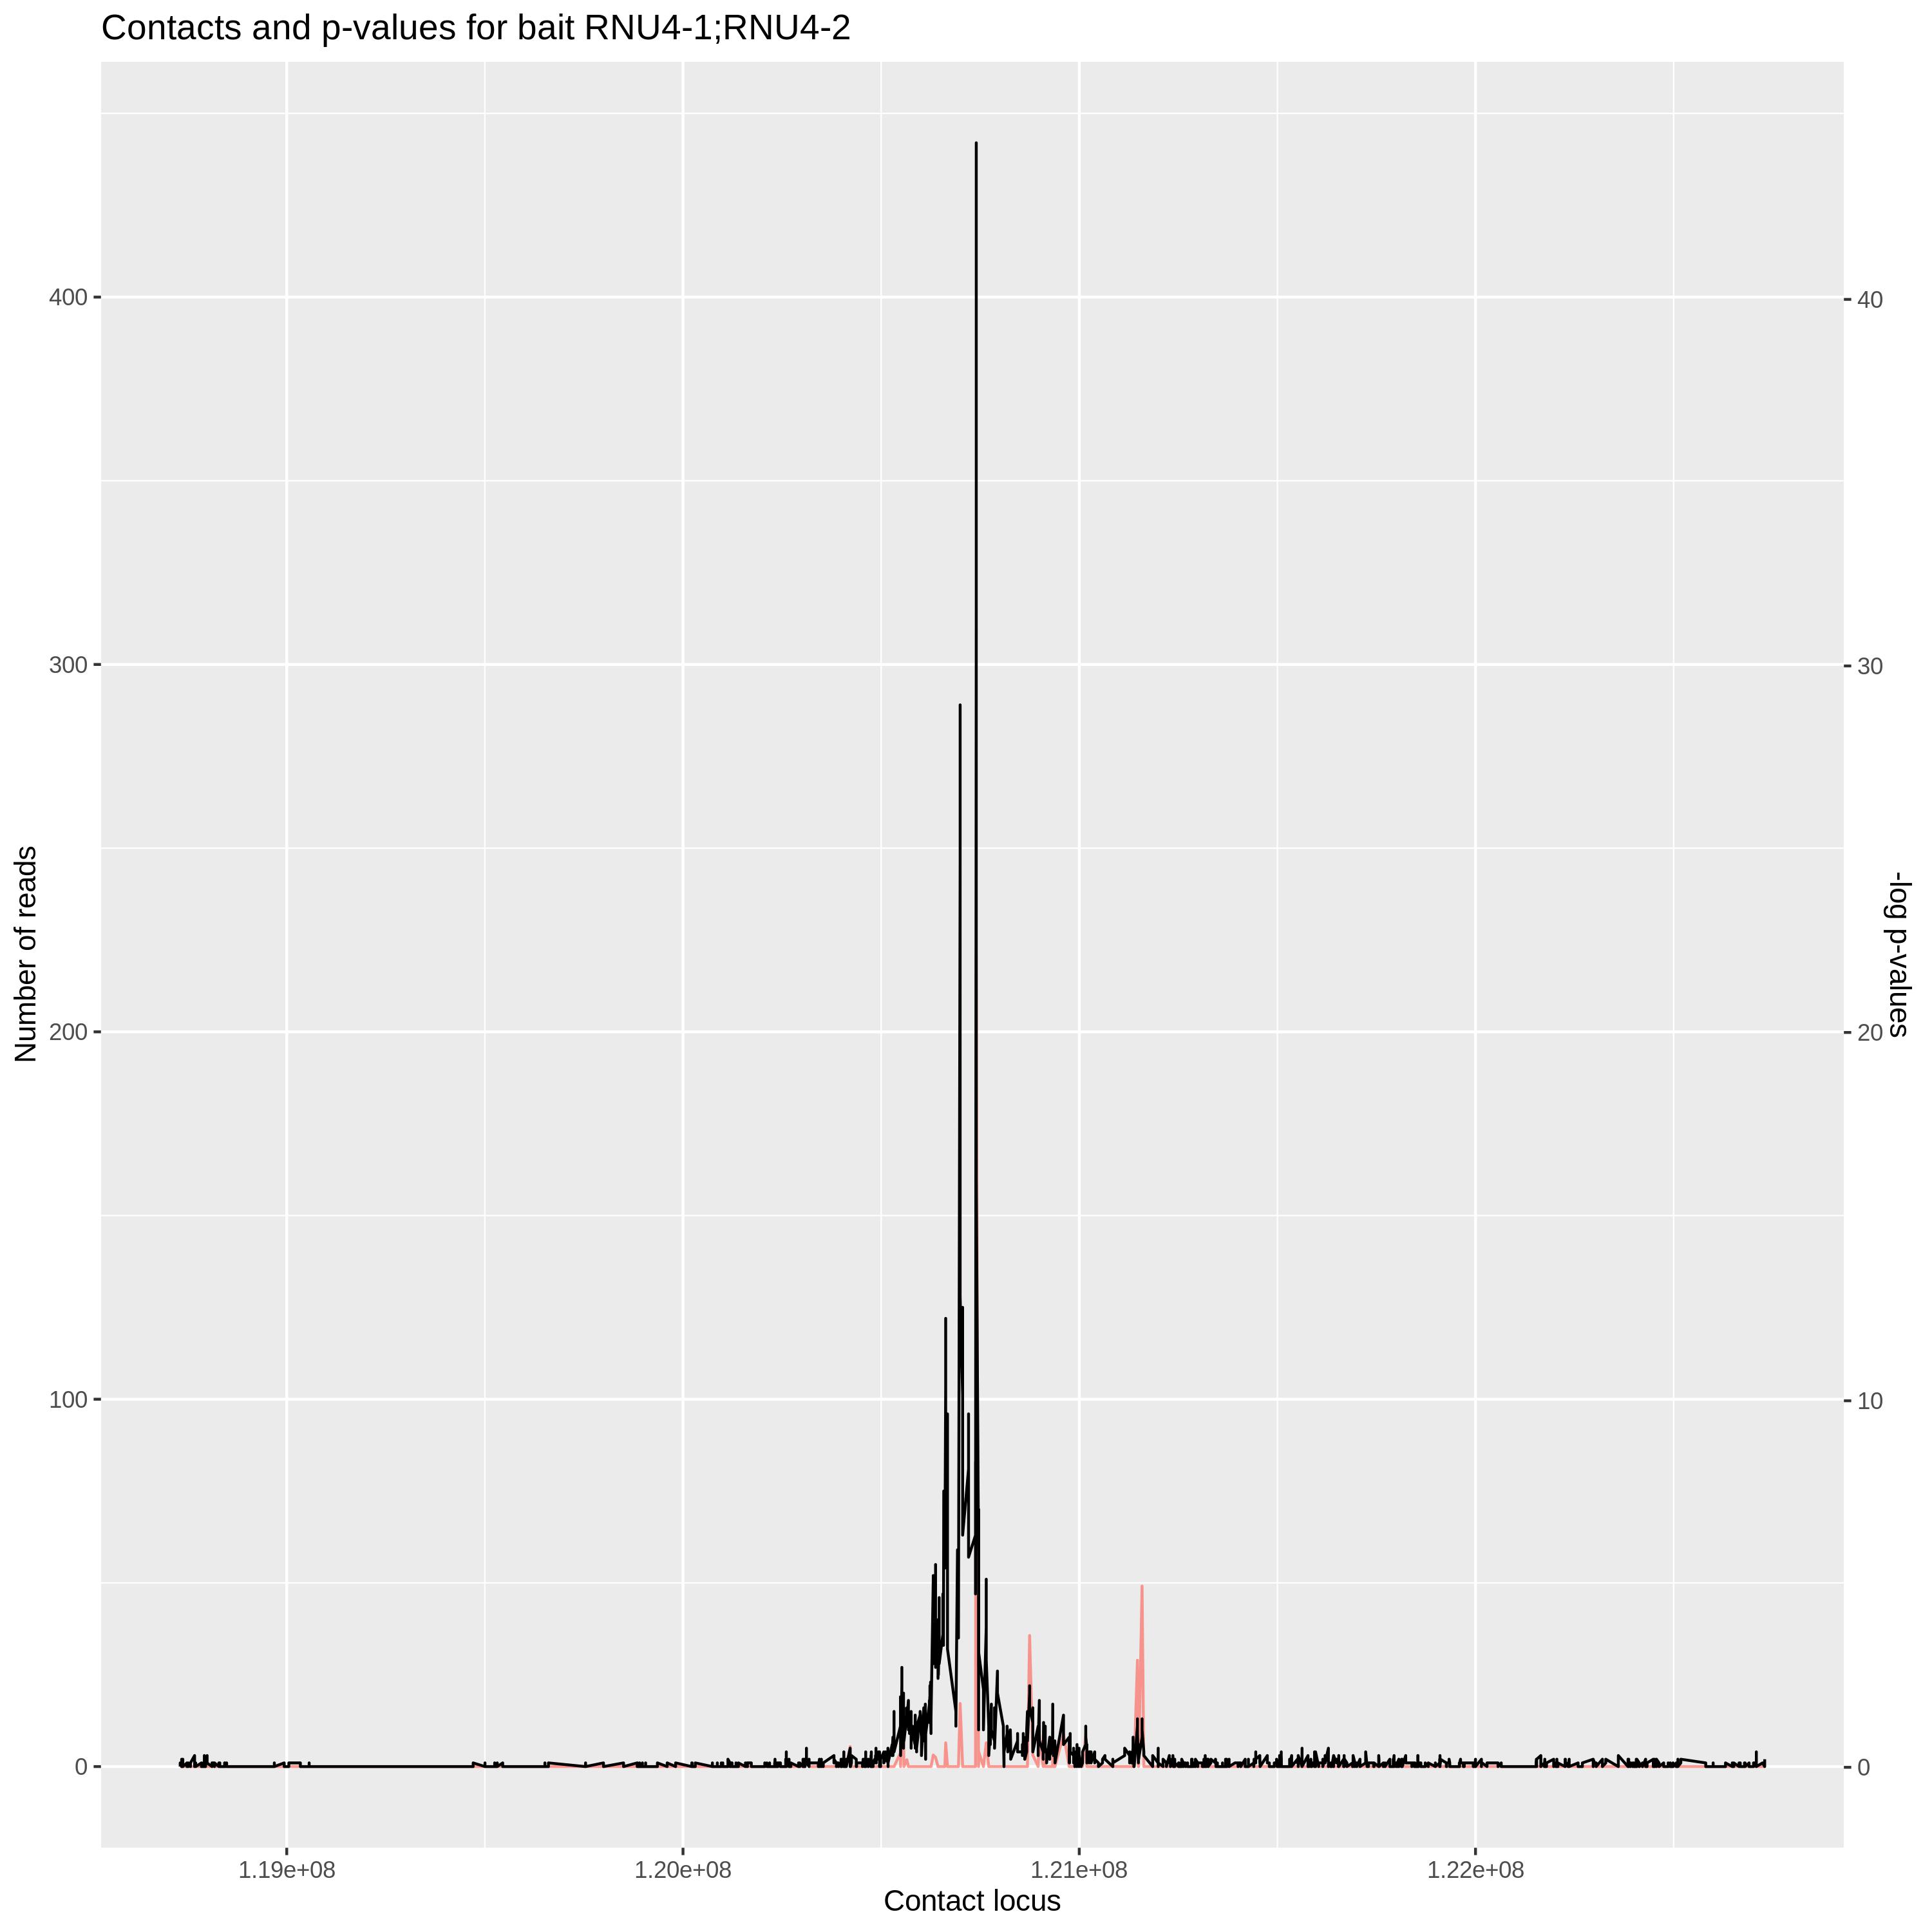 Contacts and p-values for bait RNU4-1;RNU4-2
Number of reads
400
300
200
100
0
-log p-values
40
30
20
10
0
1.19e+08 1.20e+08 1.21e+08 1.22e+08
Contact locus